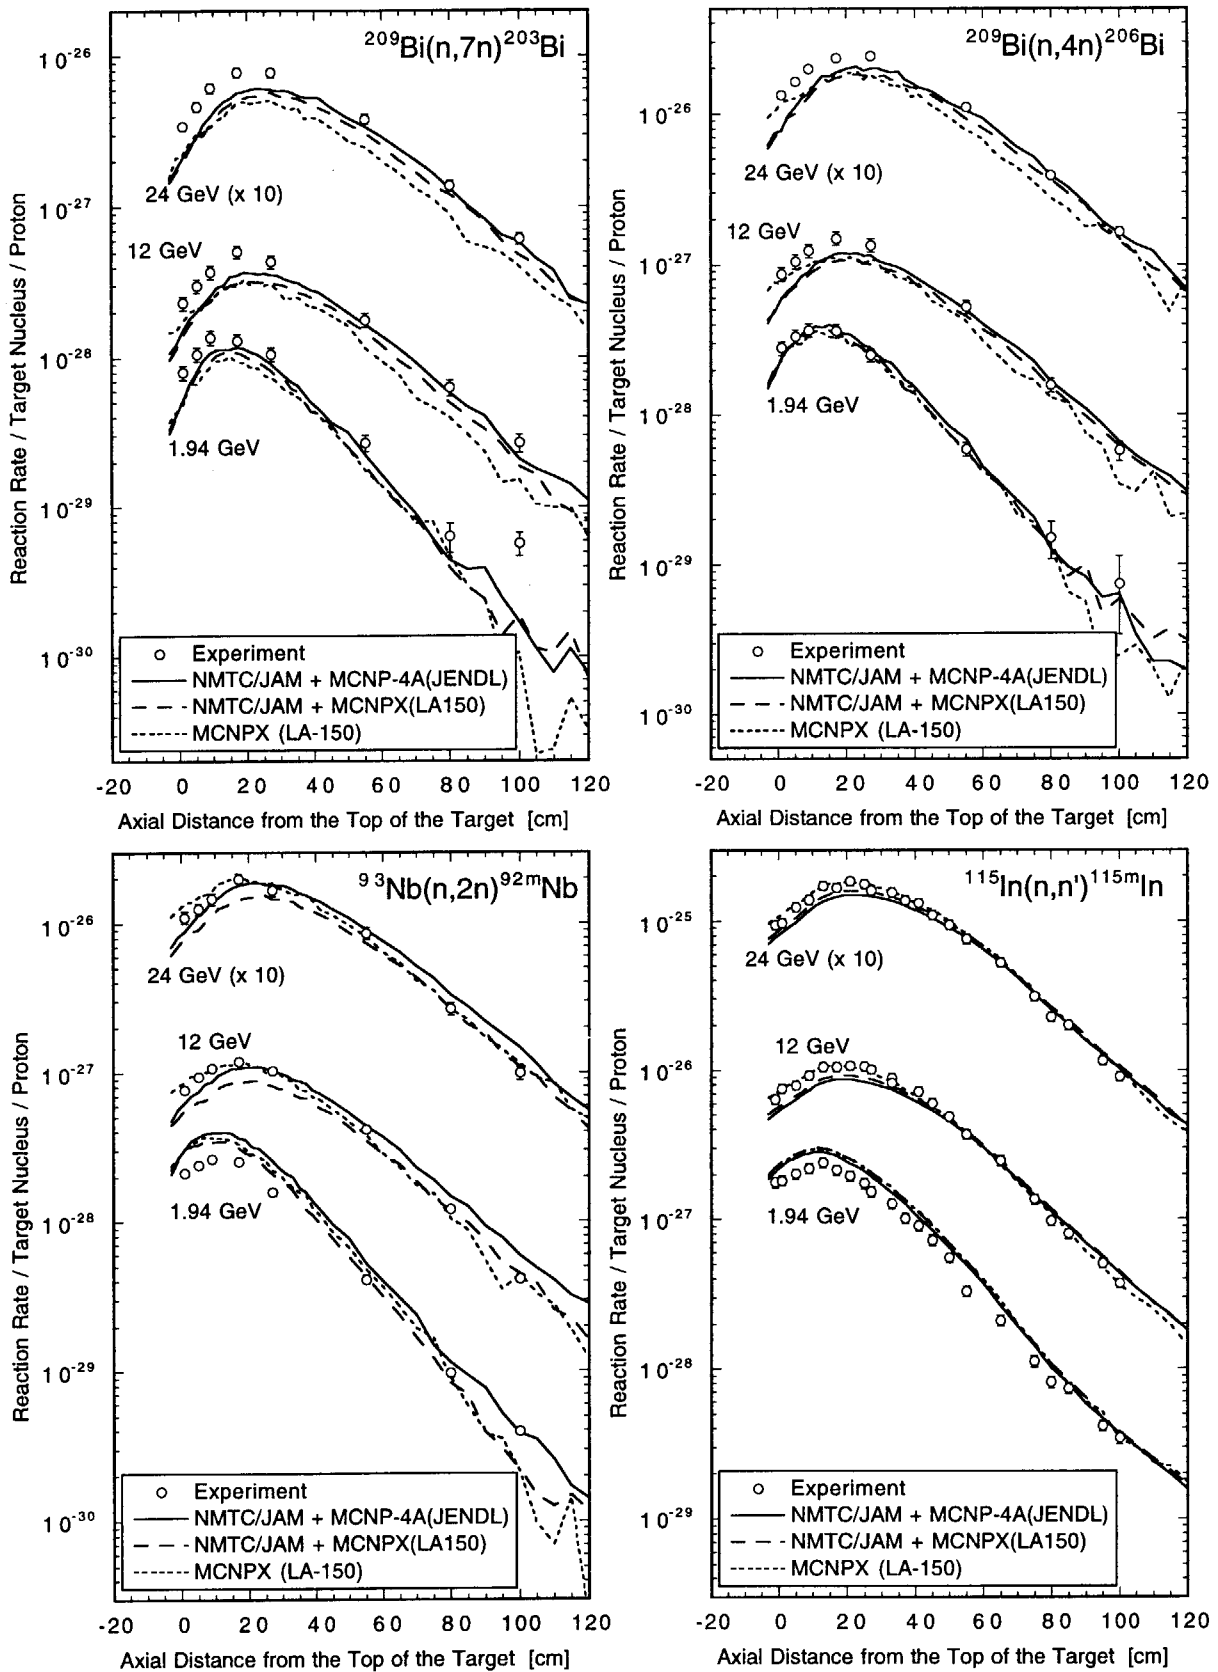 ²⁰⁹Bi(n,7n)²⁰³Bi
10⁻²⁶
10⁻²⁷
10⁻²⁸
10⁻²⁹
10⁻³⁰
Reaction Rate / Target Nucleus / Proton
24 GeV (x 10)
12 GeV
1.94 GeV
Experiment
NMTC/JAM + MCNP-4A(JENDL)
NMTC/JAM + MCNPX(LA150)
MCNPX (LA-150)
-20 0 20 40 60 80 100 120
Axial Distance from the Top of the Target [cm]
²⁰⁹Bi(n,4n)²⁰⁶Bi
10⁻²⁶
10⁻²⁷
10⁻²⁸
10⁻²⁹
10⁻³⁰
Reaction Rate / Target Nucleus / Proton
24 GeV (x 10)
12 GeV
1.94 GeV
Experiment
NMTC/JAM + MCNP-4A(JENDL)
NMTC/JAM + MCNPX(LA150)
MCNPX (LA-150)
-20 0 20 40 60 80 100 120
Axial Distance from the Top of the Target [cm]
⁹³Nb(n,2n)⁹²ᵐNb
10⁻²⁶
10⁻²⁷
10⁻²⁸
10⁻²⁹
10⁻³⁰
Reaction Rate / Target Nucleus / Proton
24 GeV (x 10)
12 GeV
1.94 GeV
Experiment
NMTC/JAM + MCNP-4A(JENDL)
NMTC/JAM + MCNPX(LA150)
MCNPX (LA-150)
-20 0 20 40 60 80 100 120
Axial Distance from the Top of the Target [cm]
¹¹⁵In(n,n')¹¹⁵ᵐIn
10⁻²⁵
10⁻²⁶
10⁻²⁷
10⁻²⁸
10⁻²⁹
Reaction Rate / Target Nucleus / Proton
24 GeV (x 10)
12 GeV
1.94 GeV
Experiment
NMTC/JAM + MCNP-4A(JENDL)
NMTC/JAM + MCNPX(LA150)
MCNPX (LA-150)
-20 0 20 40 60 80 100 120
Axial Distance from the Top of the Target [cm]